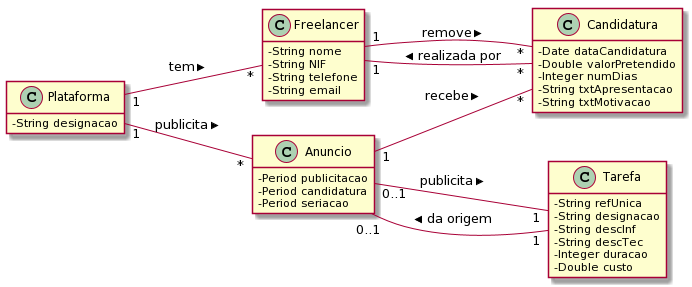 C Plataforma
-String designacao
tem ►
1
*
publicita ►
1
*
C Freelancer
-String nome
-String NIF
-String telefone
-String email
C Anuncio
-Period publicitacao
-Period candidatura
-Period seriacao
1
remove ►
*
1
◄ realizada por
*
recebe ►
1
*
publicita ►
0..1
1
◄ da origem
0..1
1
C Candidatura
-Date dataCandidatura
-Double valorPretendido
-Integer numDias
-String txtApresentacao
-String txtMotivacao
C Tarefa
-String refUnica
-String designacao
-String descInf
-String descTec
-Integer duracao
-Double custo